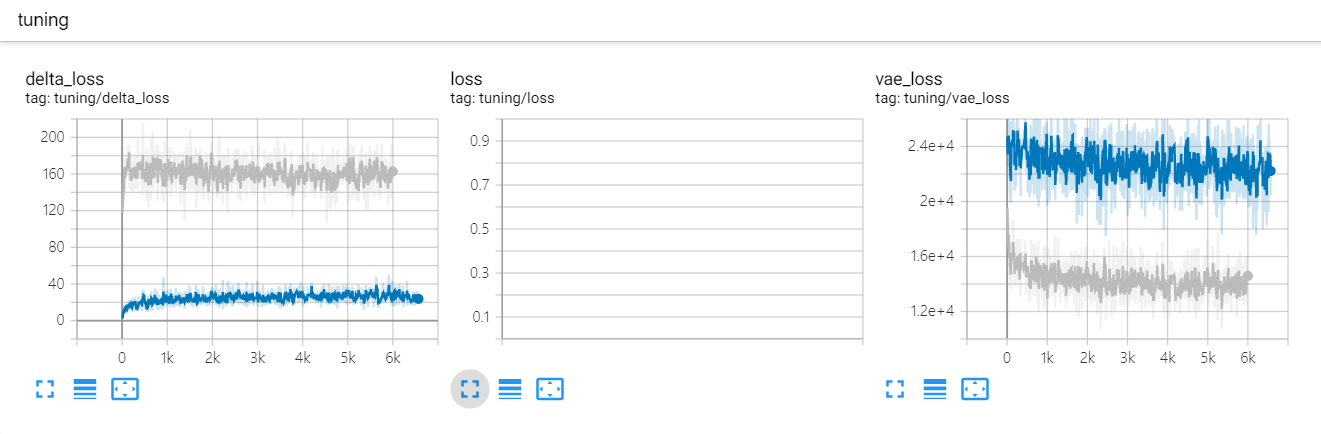 tuning
delta_loss
tag: tuning/delta_loss
200
160
120
80
40
0
0 1k 2k 3k 4k 5k 6k
loss
tag: tuning/loss
0.9
0.7
0.5
0.3
0.1
vae_loss
tag: tuning/vae_loss
2.4e+4
2e+4
1.6e+4
1.2e+4
0 1k 2k 3k 4k 5k 6k